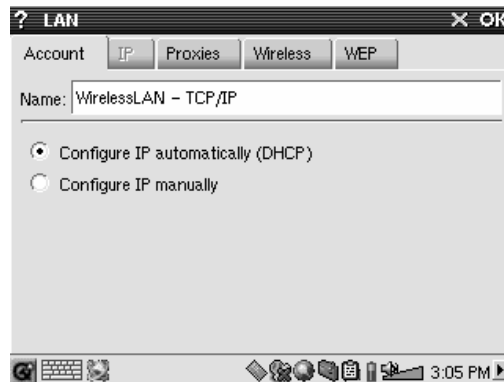 ? LAN × OK
Account IP Proxies Wireless WEP
Name: WirelessLAN – TCP/IP
Configure IP automatically (DHCP)
Configure IP manually
3:05 PM